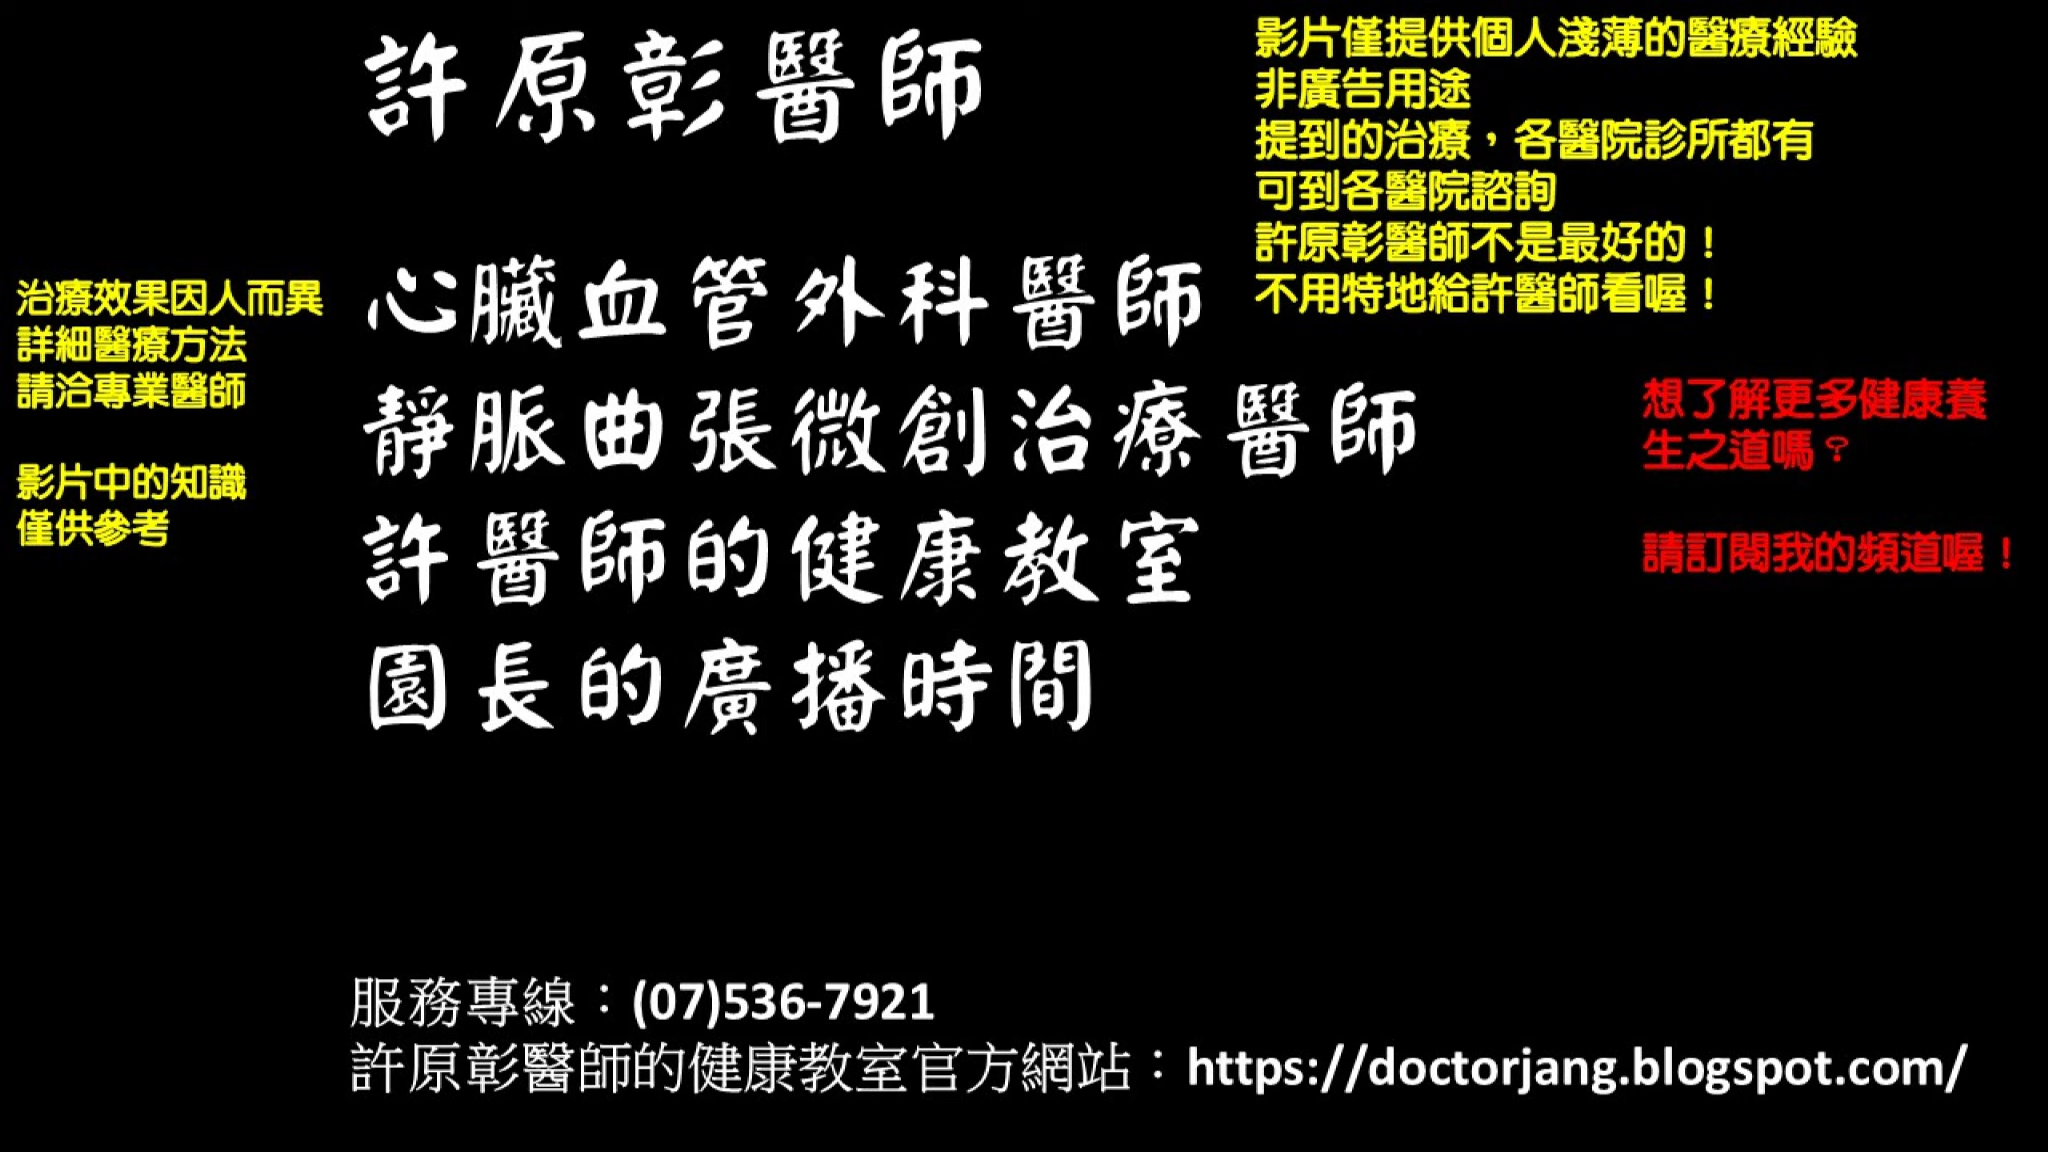 許原彰醫師
影片僅提供個人淺薄的醫療經驗
非廣告用途
提到的治療，各醫院診所都有
可到各醫院諮詢
許原彰醫師不是最好的！
不用特地給許醫師看喔！
治療效果因人而異
詳細醫療方法
請洽專業醫師
影片中的知識
僅供參考
心臟血管外科醫師
靜脈曲張微創治療醫師
許醫師的健康教室
園長的廣播時間
想了解更多健康養
生之道嗎？
請訂閱我的頻道喔！
服務專線：(07)536-7921
許原彰醫師的健康教室官方網站：https://doctorjang.blogspot.com/